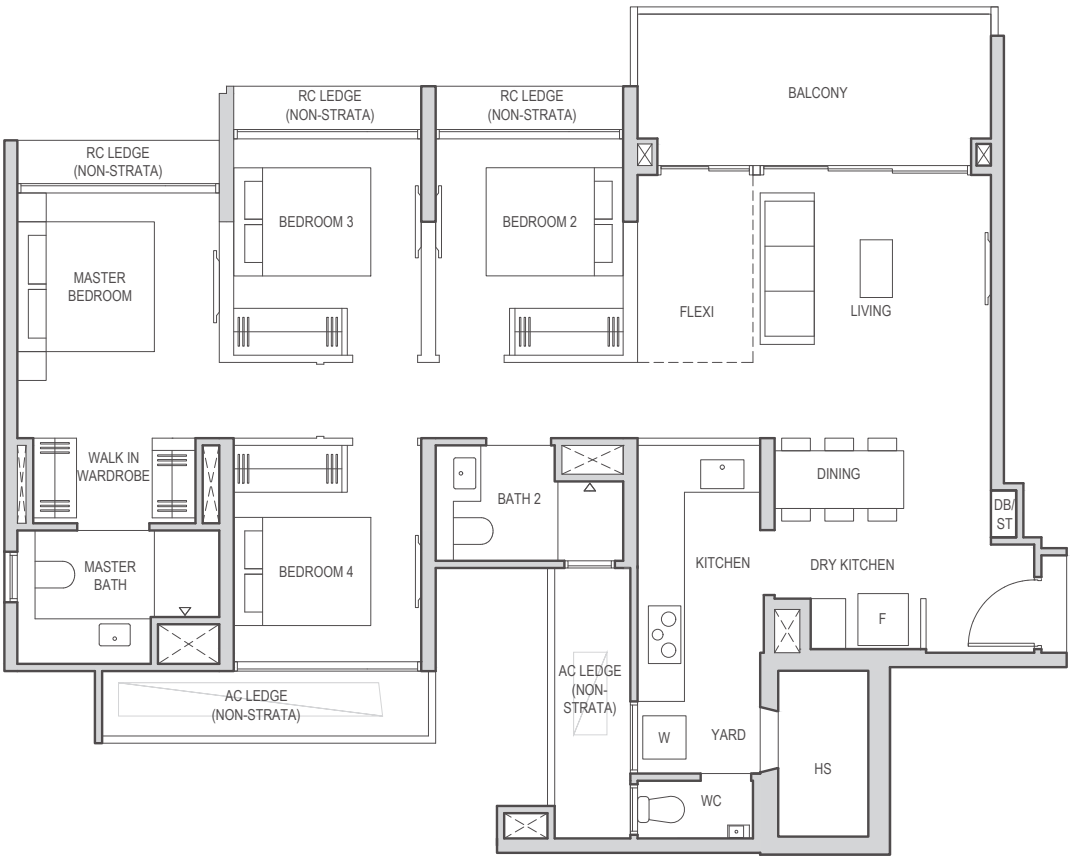 BALCONY
RC LEDGE
(NON-STRATA)
RC LEDGE
(NON-STRATA)
RC LEDGE
(NON-STRATA)
BEDROOM 3
BEDROOM 2
MASTER
BEDROOM
FLEXI
LIVING
WALK IN
WARDROBE
BATH 2
DINING
DB/
ST
MASTER
BATH
BEDROOM 4
KITCHEN
DRY KITCHEN
F
AC LEDGE
(NON-STRATA)
AC LEDGE
(NON-
STRATA)
W
YARD
HS
WC